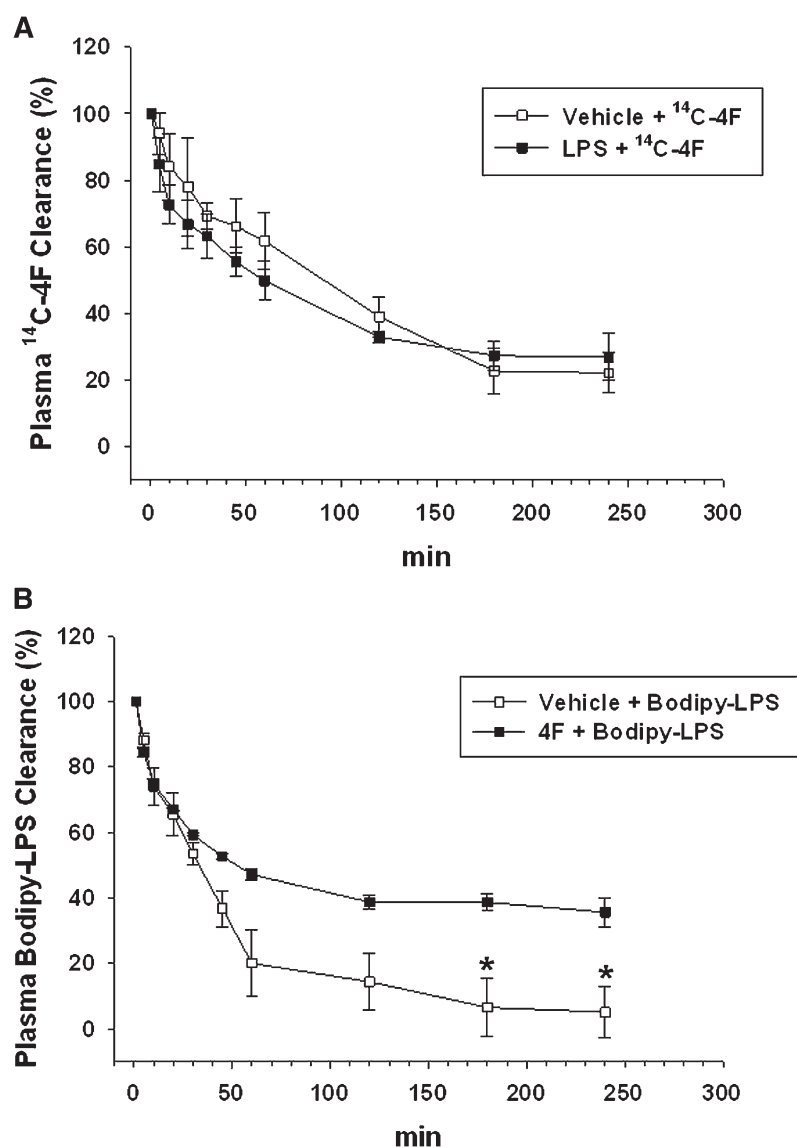 A
Plasma ¹⁴C-4F Clearance (%)
120
100
80
60
40
20
0
Vehicle + ¹⁴C-4F
LPS + ¹⁴C-4F
0 50 100 150 200 250 300
min
B
Plasma Bodipy-LPS Clearance (%)
120
100
80
60
40
20
0
Vehicle + Bodipy-LPS
4F + Bodipy-LPS
* *
0 50 100 150 200 250 300
min